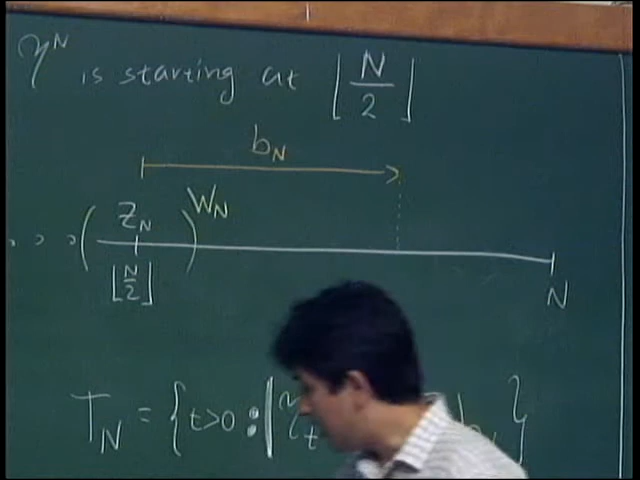 η^N is starting at ⌊N/2⌋
b_N
( z_N ) W_N
⌊N/2⌋
N
T_N = { t>0 : | η_t b }